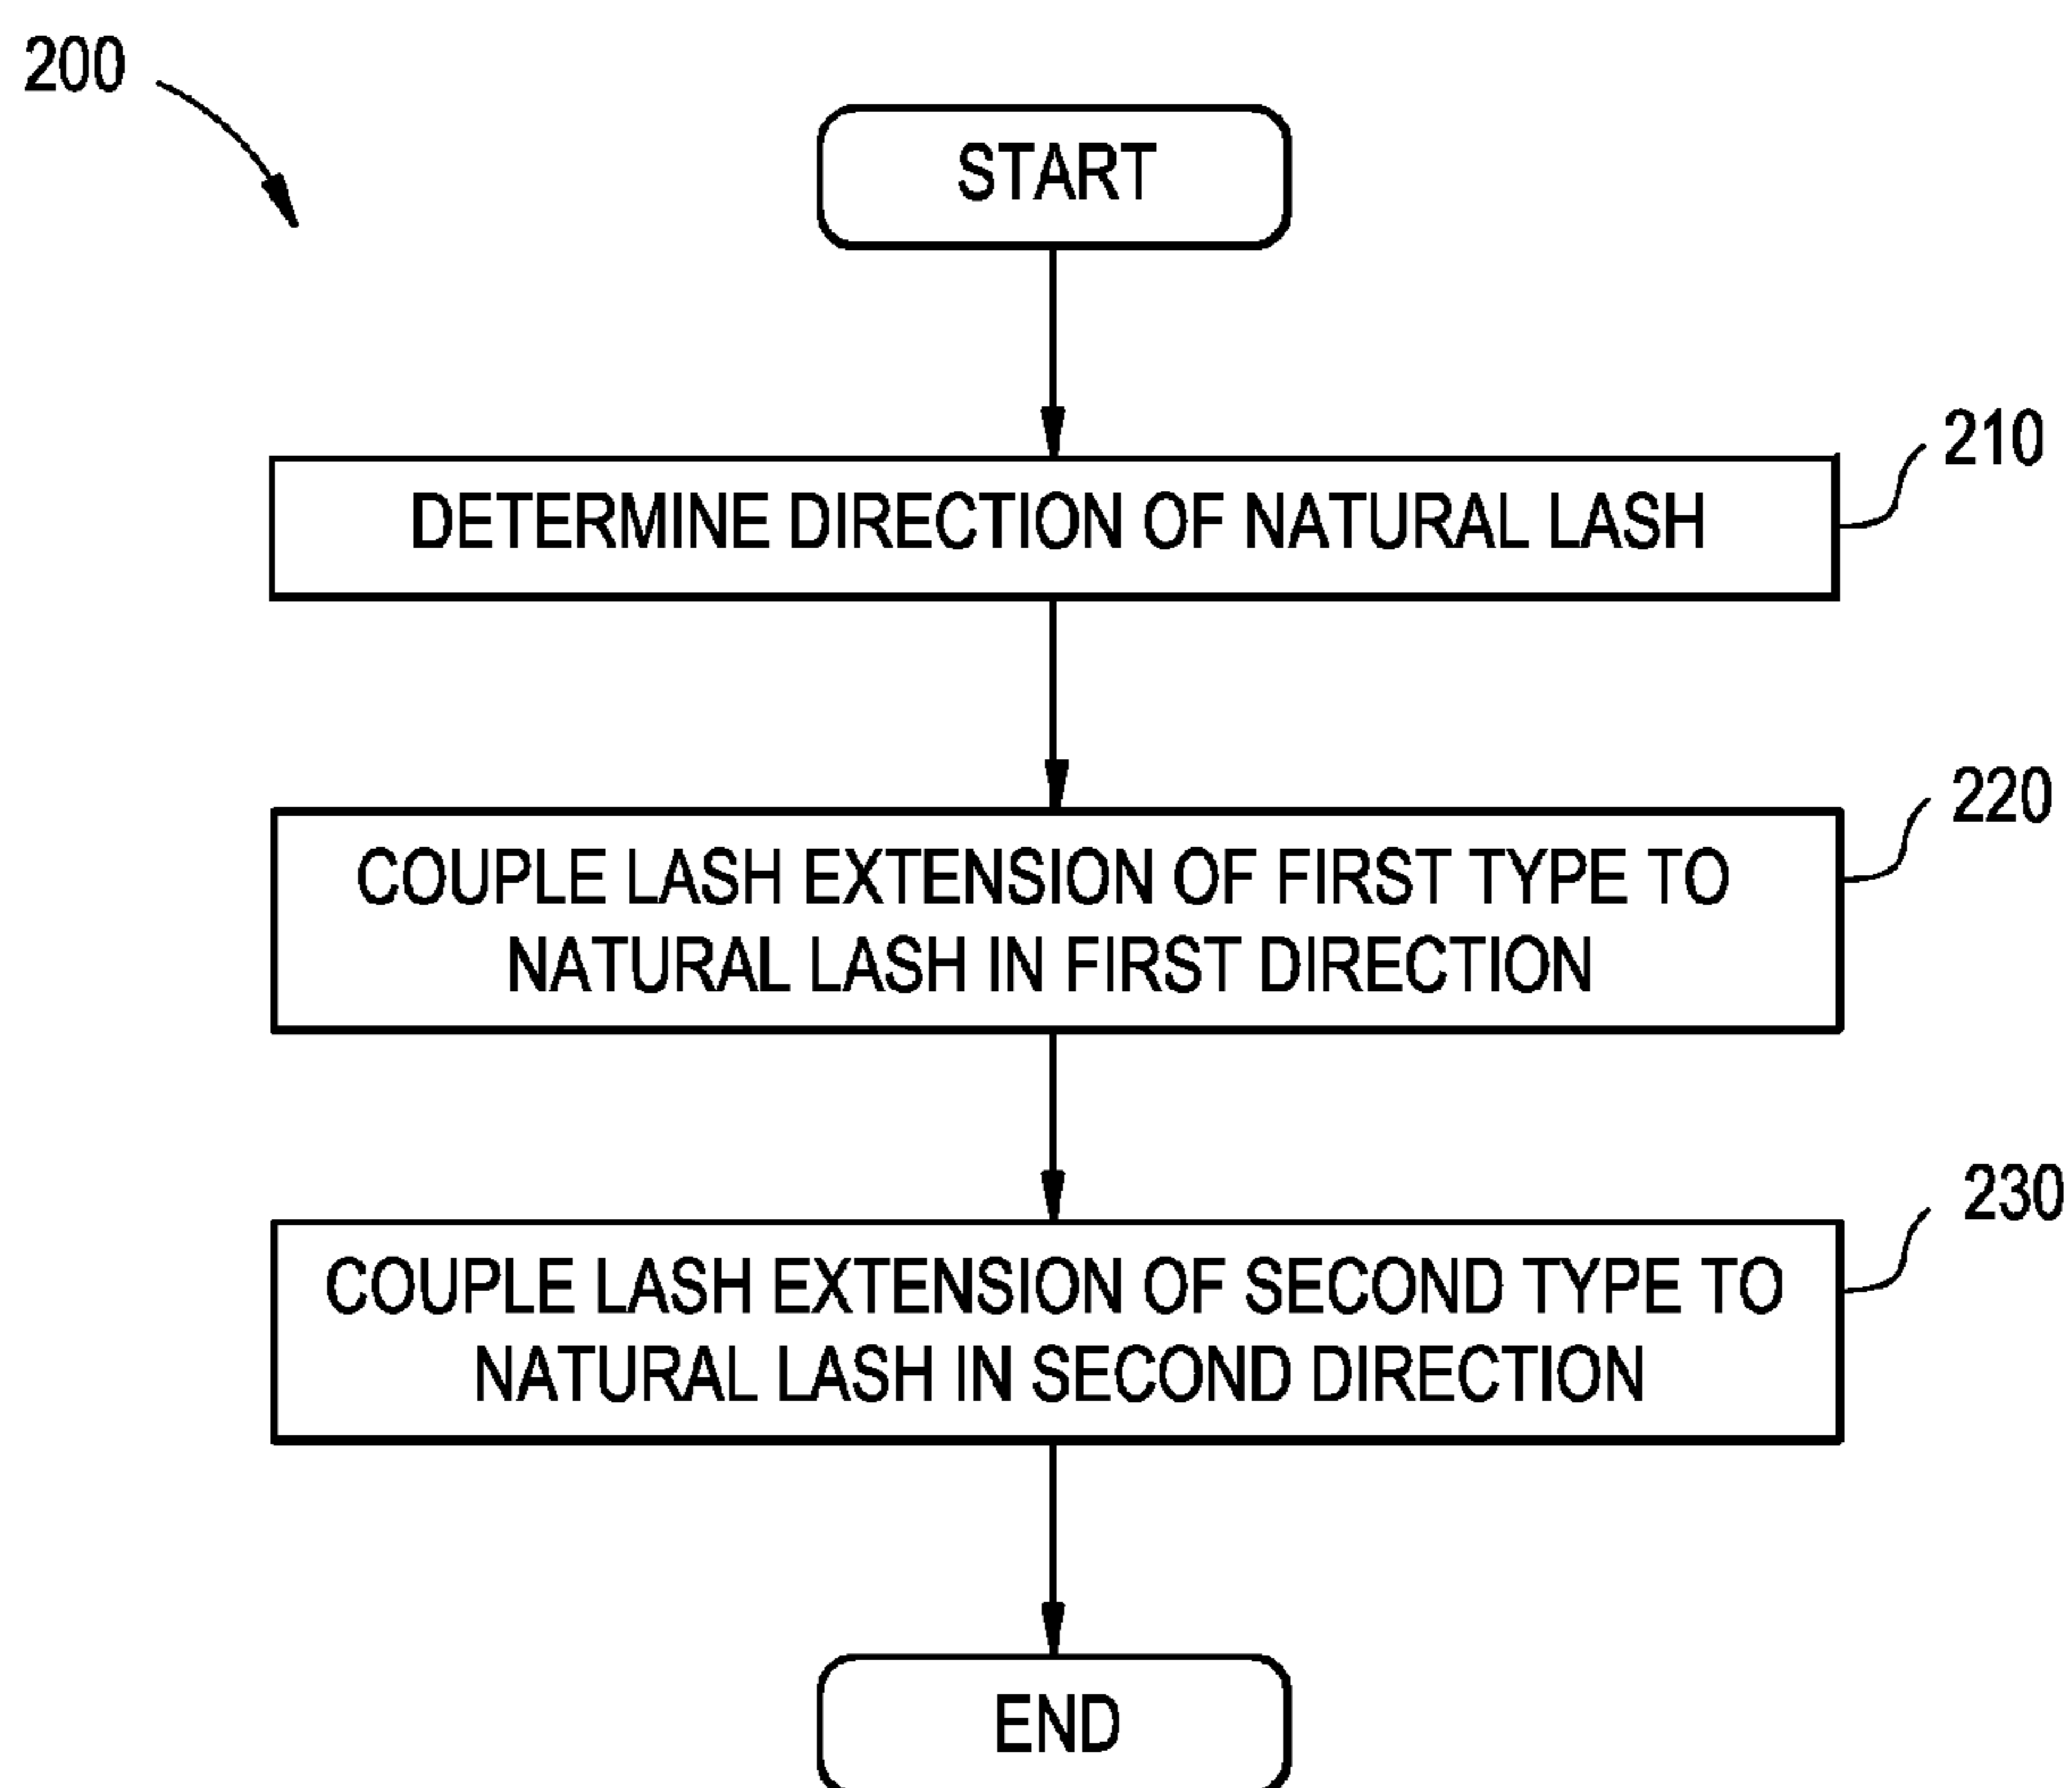 200
START
210
DETERMINE DIRECTION OF NATURAL LASH
220
COUPLE LASH EXTENSION OF FIRST TYPE TO
NATURAL LASH IN FIRST DIRECTION
230
COUPLE LASH EXTENSION OF SECOND TYPE TO
NATURAL LASH IN SECOND DIRECTION
END